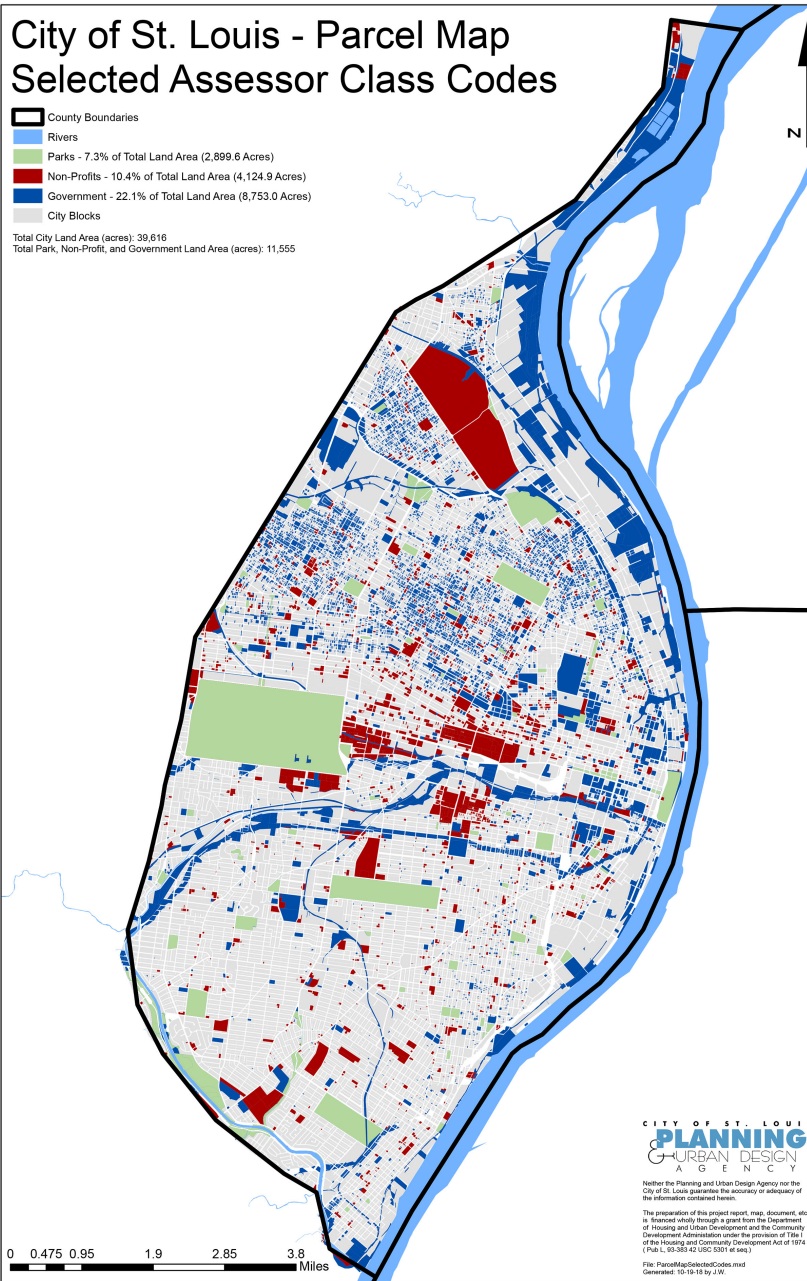 City of St. Louis - Parcel Map
Selected Assessor Class Codes
County Boundaries
Rivers
Parks - 7.3% of Total Land Area (2,899.6 Acres)
Non-Profits - 10.4% of Total Land Area (4,124.9 Acres)
Government - 22.1% of Total Land Area (8,753.0 Acres)
City Blocks
Total City Land Area (acres): 39,616
Total Park, Non-Profit, and Government Land Area (acres): 11,555
N
CITY OF ST. LOUI
PLANNING
& URBAN DESIGN
AGENCY
Neither the Planning and Urban Design Agency nor the
City of St. Louis guarantee the accuracy or adequacy of
the information contained herein.
The preparation of this project report, map, document, etc
is financed wholly through a grant from the Department
of Housing and Urban Development and the Community
Development Administation under the provision of Title I
of the Housing and Community Development Act of 1974
( Pub L, 93-383 42 USC 5301 et seq.)
File: ParcelMapSelectedCodes.mxd
Generated: 10-19-18 by J.W.
0 0.475 0.95 1.9 2.85 3.8
Miles